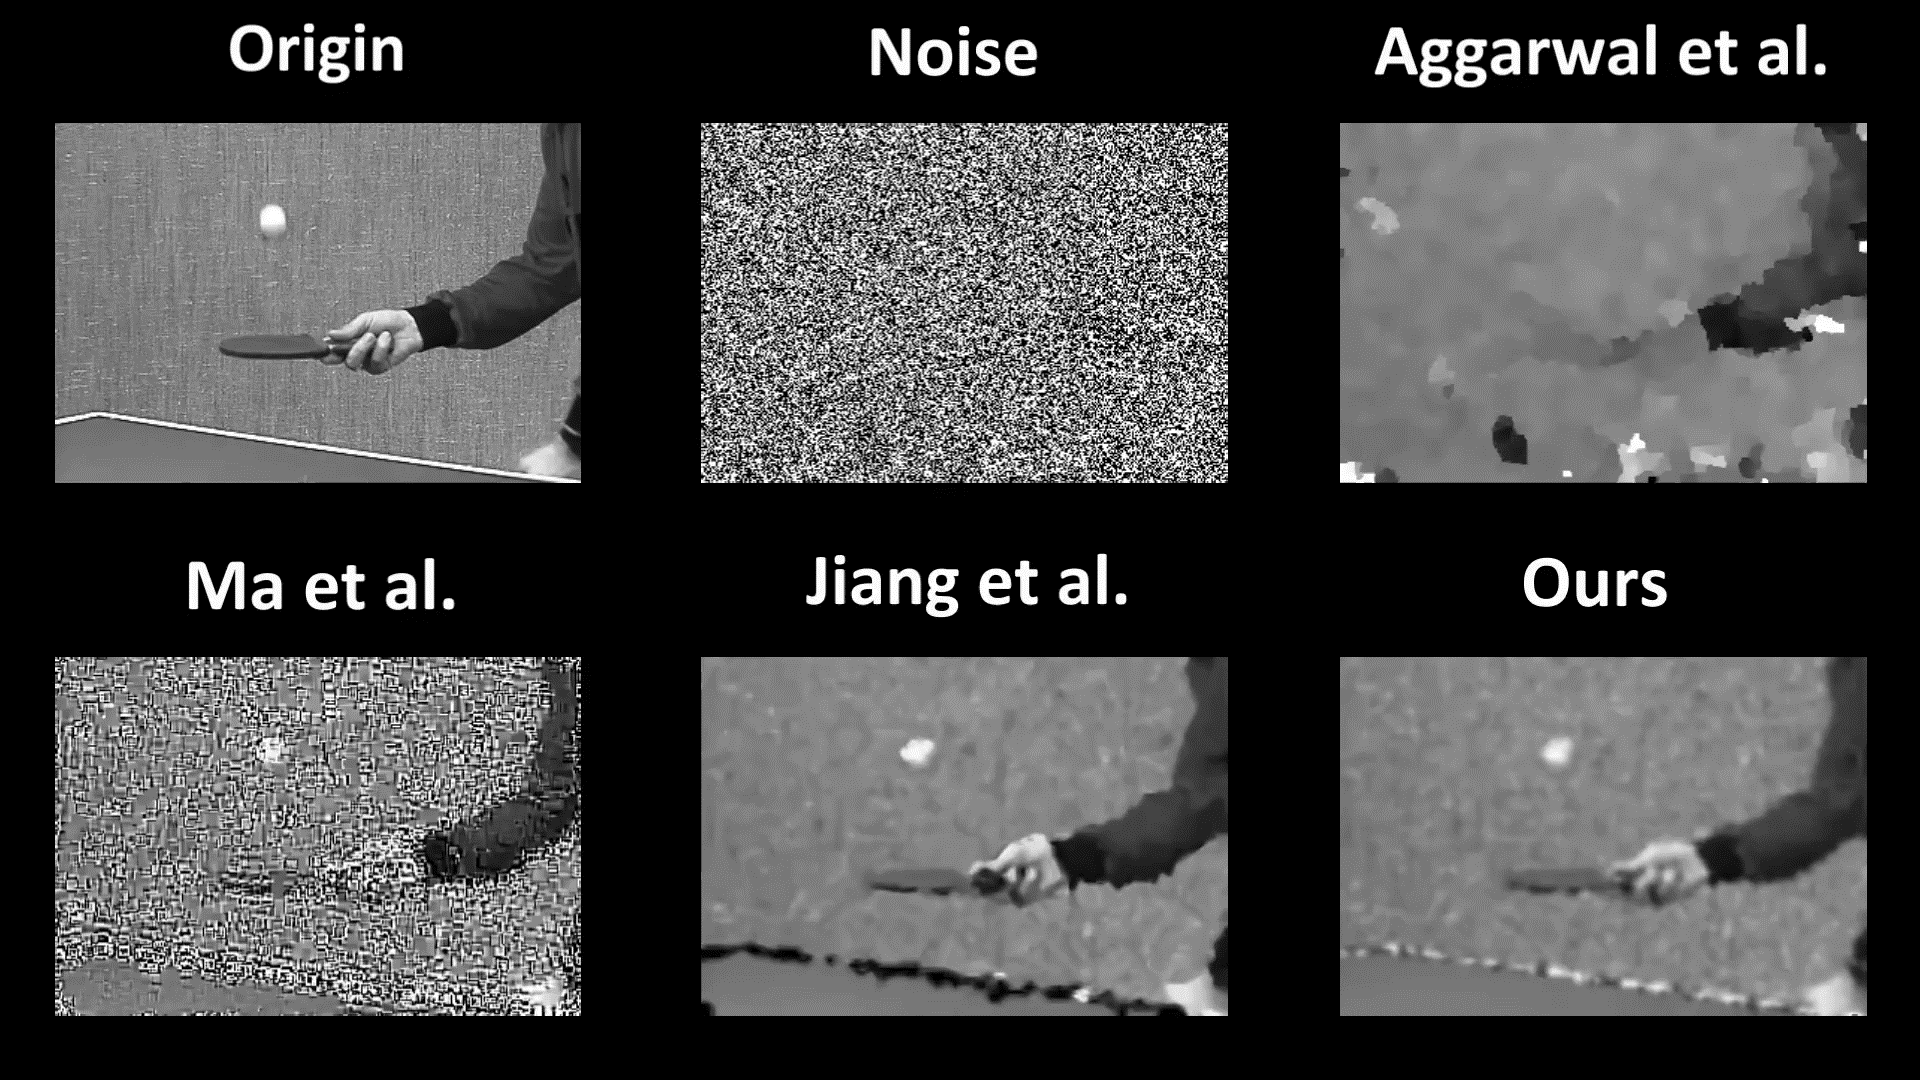 Origin
Noise
Aggarwal et al.
Ma et al.
Jiang et al.
Ours